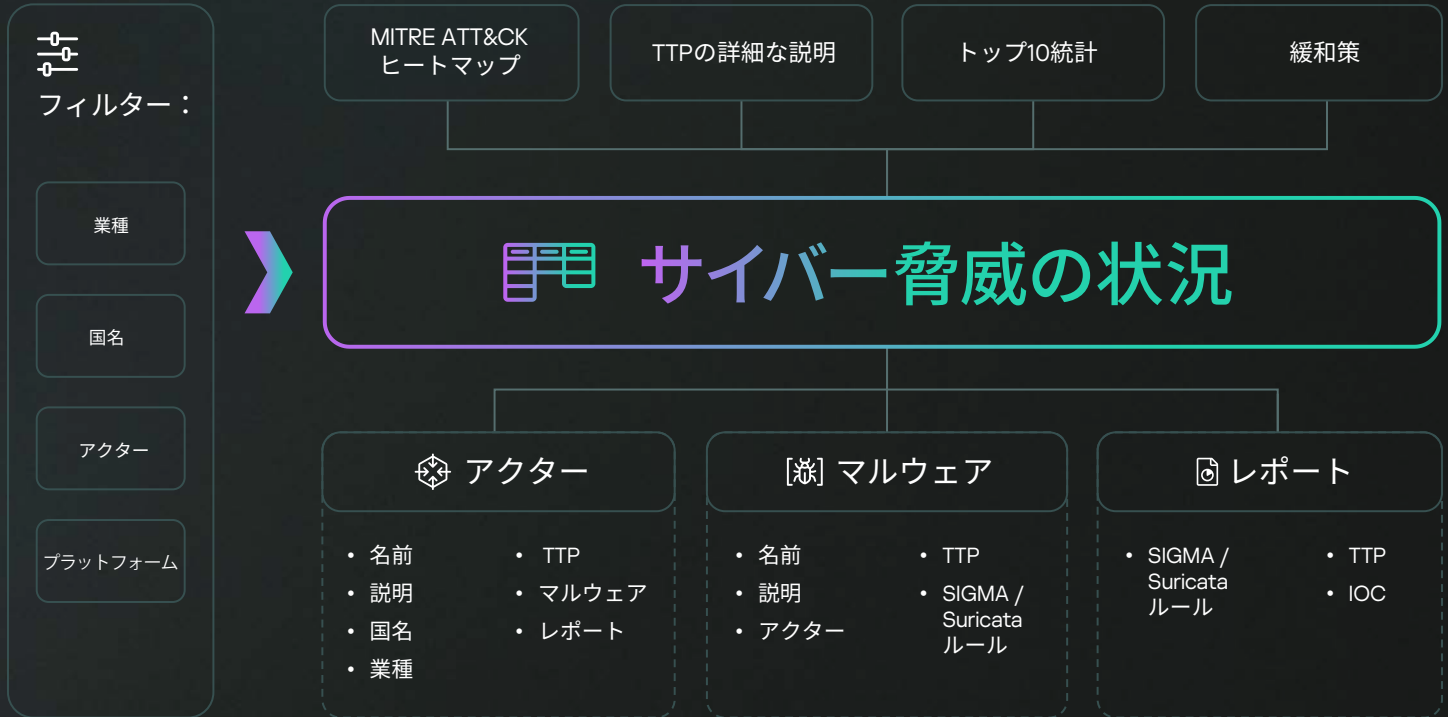 フィルター：
業種
国名
アクター
プラットフォーム
MITRE ATT&CK
ヒートマップ
TTPの詳細な説明
トップ10統計
緩和策
サイバー脅威の状況
アクター
• 名前
• 説明
• 国名
• 業種
• TTP
• マルウェア
• レポート
マルウェア
• 名前
• 説明
• アクター
• TTP
• SIGMA /
Suricata
ルール
レポート
• SIGMA /
Suricata
ルール
• TTP
• IOC